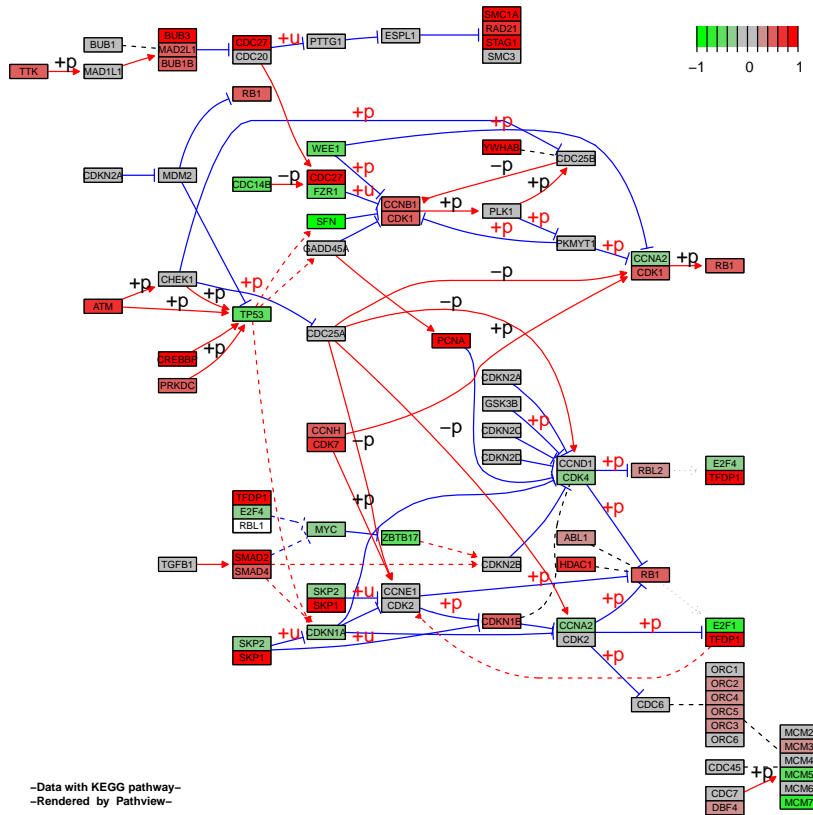 SMC1A
BUB3
RAD21
BUB1
CDC27
+u
PTTG1
ESPL1
STAG1
MAD2L1
CDC20
SMC3
BUB1B
+p
TTK
MAD1L1
−1
0
1
RB1
+p
+p
WEE1
YWHAB
CDC25B
−p
CDKN2A
MDM2
−p
+p
CDC27
CDC14B
FZR1
+u
+p
CCNB1
+p
PLK1
+p
CDK1
SFN
GADD45A
PKMYT1
+p
CCNA2
+p
CDK1
RB1
CHEK1
+p
+p
+p
−p
ATM
+p
TP53
−p
+p
CDC25A
PCNA
+p
CREBBP
PRKDC
CDKN2A
GSK3B
+p
CCNH
CDK7
−p
−p
CDKN2C
CDKN2D
CCND1
CDK4
+p
RBL2
E2F4
TFDP1
TFDP1
E2F4
RBL1
+p
+p
MYC
ZBTB17
ABL1
TGFB1
SMAD2
SMAD4
CDKN2B
HDAC1
RB1
+p
SKP2
SKP1
+u
CCNE1
CDK2
+p
+p
CDKN1B
CCNA2
CDK2
+p
E2F1
TFDP1
CDKN1A
SKP2
SKP1
+u
+u
+p
ORC1
ORC2
ORC4
ORC5
ORC3
ORC6
CDC6
MCM2
MCM3
MCM4
MCM5
MCM6
MCM7
CDC45
+p
CDC7
DBF4
−Data with KEGG pathway−
−Rendered by Pathview−